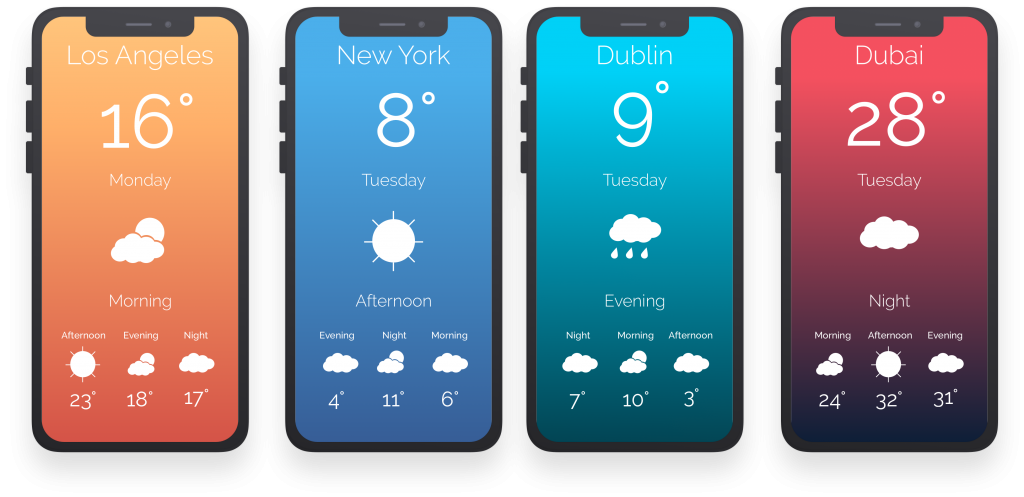 Los Angeles
16°
Monday
Morning
Afternoon Evening Night
23° 18° 17°
New York
8°
Tuesday
Afternoon
Evening Night Morning
4° 11° 6°
Dublin
9°
Tuesday
Evening
Night Morning Afternoon
7° 10° 3°
Dubai
28°
Tuesday
Night
Morning Afternoon Evening
24° 32° 31°